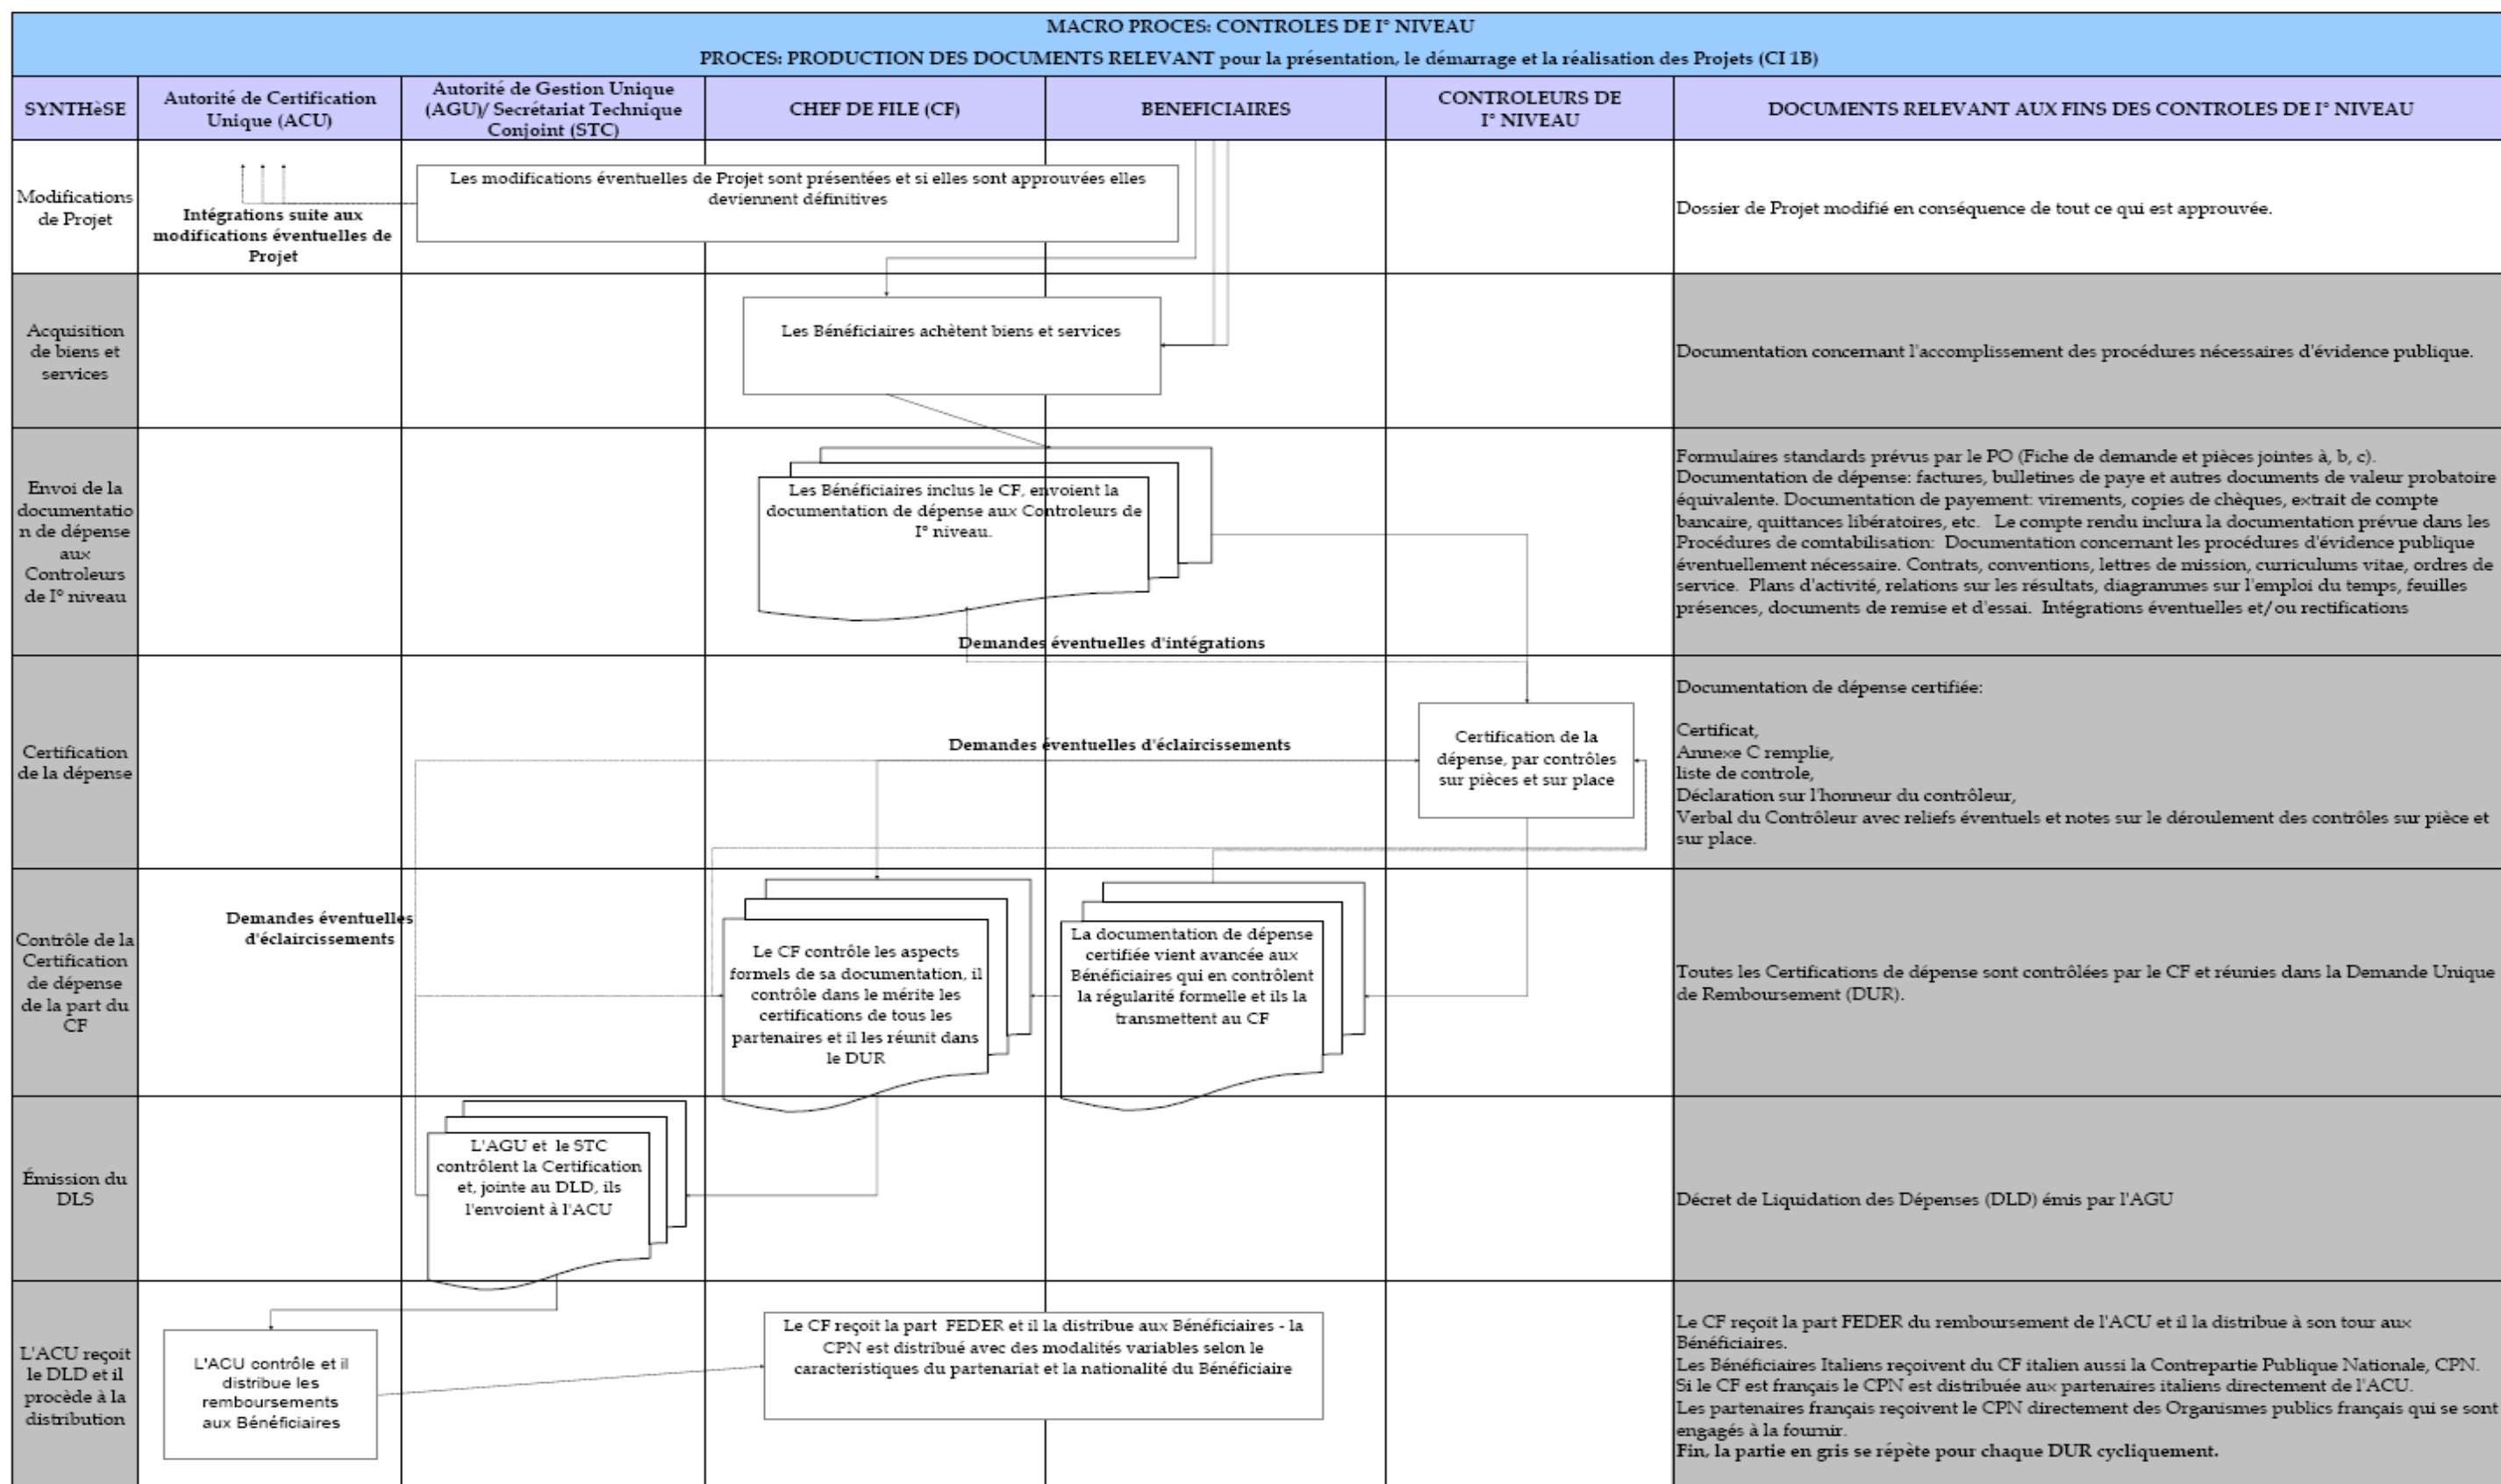 MACRO PROCES: CONTROLES DE I° NIVEAU
PROCES: PRODUCTION DES DOCUMENTS RELEVANT pour la présentation, le démarrage et la réalisation des Projets (CI 1B)
SYNTHèSE
Autorité de Certification
Unique (ACU)
Autorité de Gestion Unique
(AGU)/ Secrétariat Technique
Conjoint (STC)
CHEF DE FILE (CF)
BENEFICIAIRES
CONTROLEURS DE
I° NIVEAU
DOCUMENTS RELEVANT AUX FINS DES CONTROLES DE I° NIVEAU
Modifications
de Projet
Intégrations suite aux
modifications éventuelles de
Projet
Les modifications éventuelles de Projet sont présentées et si elles sont approuvées elles
deviennent définitives
Dossier de Projet modifié en conséquence de tout ce qui est approuvée.
Acquisition
de biens et
services
Les Bénéficiaires achètent biens et services
Documentation concernant l'accomplissement des procédures nécessaires d'évidence publique.
Envoi de la
documentatio
n de dépense
aux
Controleurs
de I° niveau
Les Bénéficiaires inclus le CF, envoient la
documentation de dépense aux Controleurs de
I° niveau.
Demandes éventuelles d'intégrations
Formulaires standards prévus par le PO (Fiche de demande et pièces jointes à, b, c).
Documentation de dépense: factures, bulletines de paye et autres documents de valeur probatoire
équivalente. Documentation de payement: virements, copies de chèques, extrait de compte
bancaire, quittances libératoires, etc.   Le compte rendu inclura la documentation prévue dans les
Procédures de comtabilisation:  Documentation concernant les procédures d'évidence publique
éventuellement nécessaire. Contrats, conventions, lettres de mission, curriculums vitae, ordres de
service.  Plans d'activité, relations sur les résultats, diagrammes sur l'emploi du temps, feuilles
présences, documents de remise et d'essai.  Intégrations éventuelles et/ou rectifications
Certification
de la dépense
Demandes éventuelles d'éclaircissements
Certification de la
dépense, par contrôles
sur pièces et sur place
Documentation de dépense certifiée:
Certificat,
Annexe C remplie,
liste de controle,
Déclaration sur l'honneur du contrôleur,
Verbal du Contrôleur avec reliefs éventuels et notes sur le déroulement des contrôles sur pièce et
sur place.
Contrôle de la
Certification
de dépense
de la part du
CF
Demandes éventuelles
d'éclaircissements
Le CF contrôle les aspects
formels de sa documentation, il
contrôle dans le mérite les
certifications de tous les
partenaires et il les réunit dans
le DUR
La documentation de dépense
certifiée vient avancée aux
Bénéficiaires qui en contrôlent
la régularité formelle et ils la
transmettent au CF
Toutes les Certifications de dépense sont contrôlées par le CF et réunies dans la Demande Unique
de Remboursement (DUR).
Émission du
DLS
L'AGU et  le STC
contrôlent la Certification
et, jointe au DLD, ils
l'envoient à l'ACU
Décret de Liquidation des Dépenses (DLD) émis par l'AGU
L'ACU reçoit
le DLD et il
procède à la
distribution
L'ACU contrôle et il
distribue les
remboursements
aux Bénéficiaires
Le CF reçoit la part  FEDER et il la distribue aux Bénéficiaires - la
CPN est distribué avec des modalités variables selon le
caracteristiques du partenariat et la nationalité du Bénéficiaire
Le CF reçoit la part FEDER du remboursement de l'ACU et il la distribue à son tour aux
Bénéficiaires.
Les Bénéficiaires Italiens reçoivent du CF italien aussi la Contrepartie Publique Nationale, CPN.
Si le CF est français le CPN est distribuée aux partenaires italiens directement de l'ACU.
Les partenaires français reçoivent le CPN directement des Organismes publics français qui se sont
engagés à la fournir.
Fin, la partie en gris se répète pour chaque DUR cycliquement.